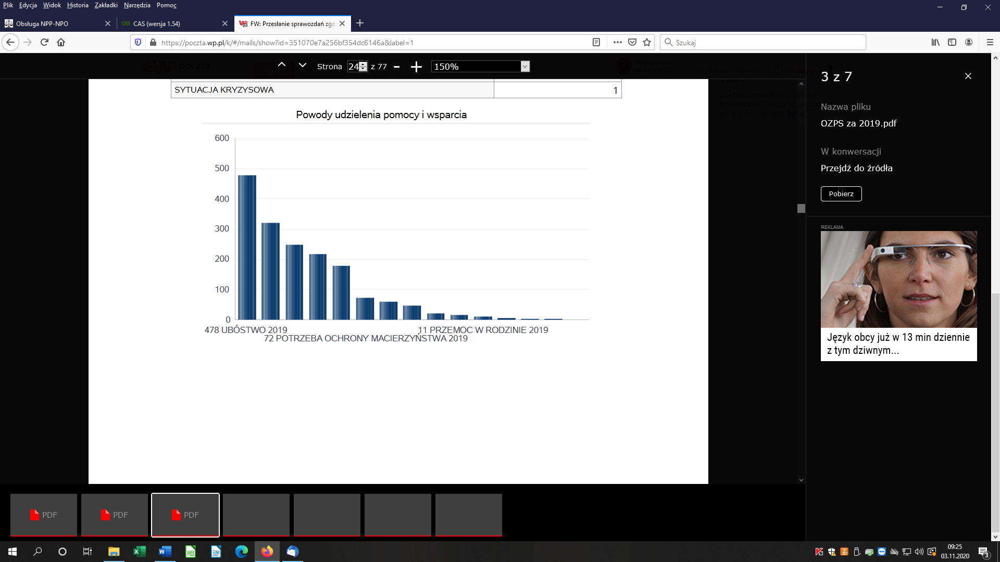 Plik Edycja Widok Historia Zakładki Narzędzia Pomoc
Obsługa NPP-NPO
CAS CAS (wersja 1.54)
FW: Przesłanie sprawozdań zgo
https://poczta.wp.pl/k/#/mails/show?id=351070e7a256bf354dc6146a&label=1
Szukaj
Strona 24 z 77 - + 150%
SYTUACJA KRYZYSOWA 1
Powody udzielenia pomocy i wsparcia
600
500
400
300
200
100
0
478 UBÓSTWO 2019
11 PRZEMOC W RODZINIE 2019
72 POTRZEBA OCHRONY MACIERZYŃSTWA 2019
3 z 7
Nazwa pliku
OZPS za 2019.pdf
W konwersacji
Przejdź do źródła
Pobierz
REKLAMA
Język obcy już w 13 min dziennie
z tym dziwnym...
PDF
PDF
PDF
09:25
03.11.2020
3